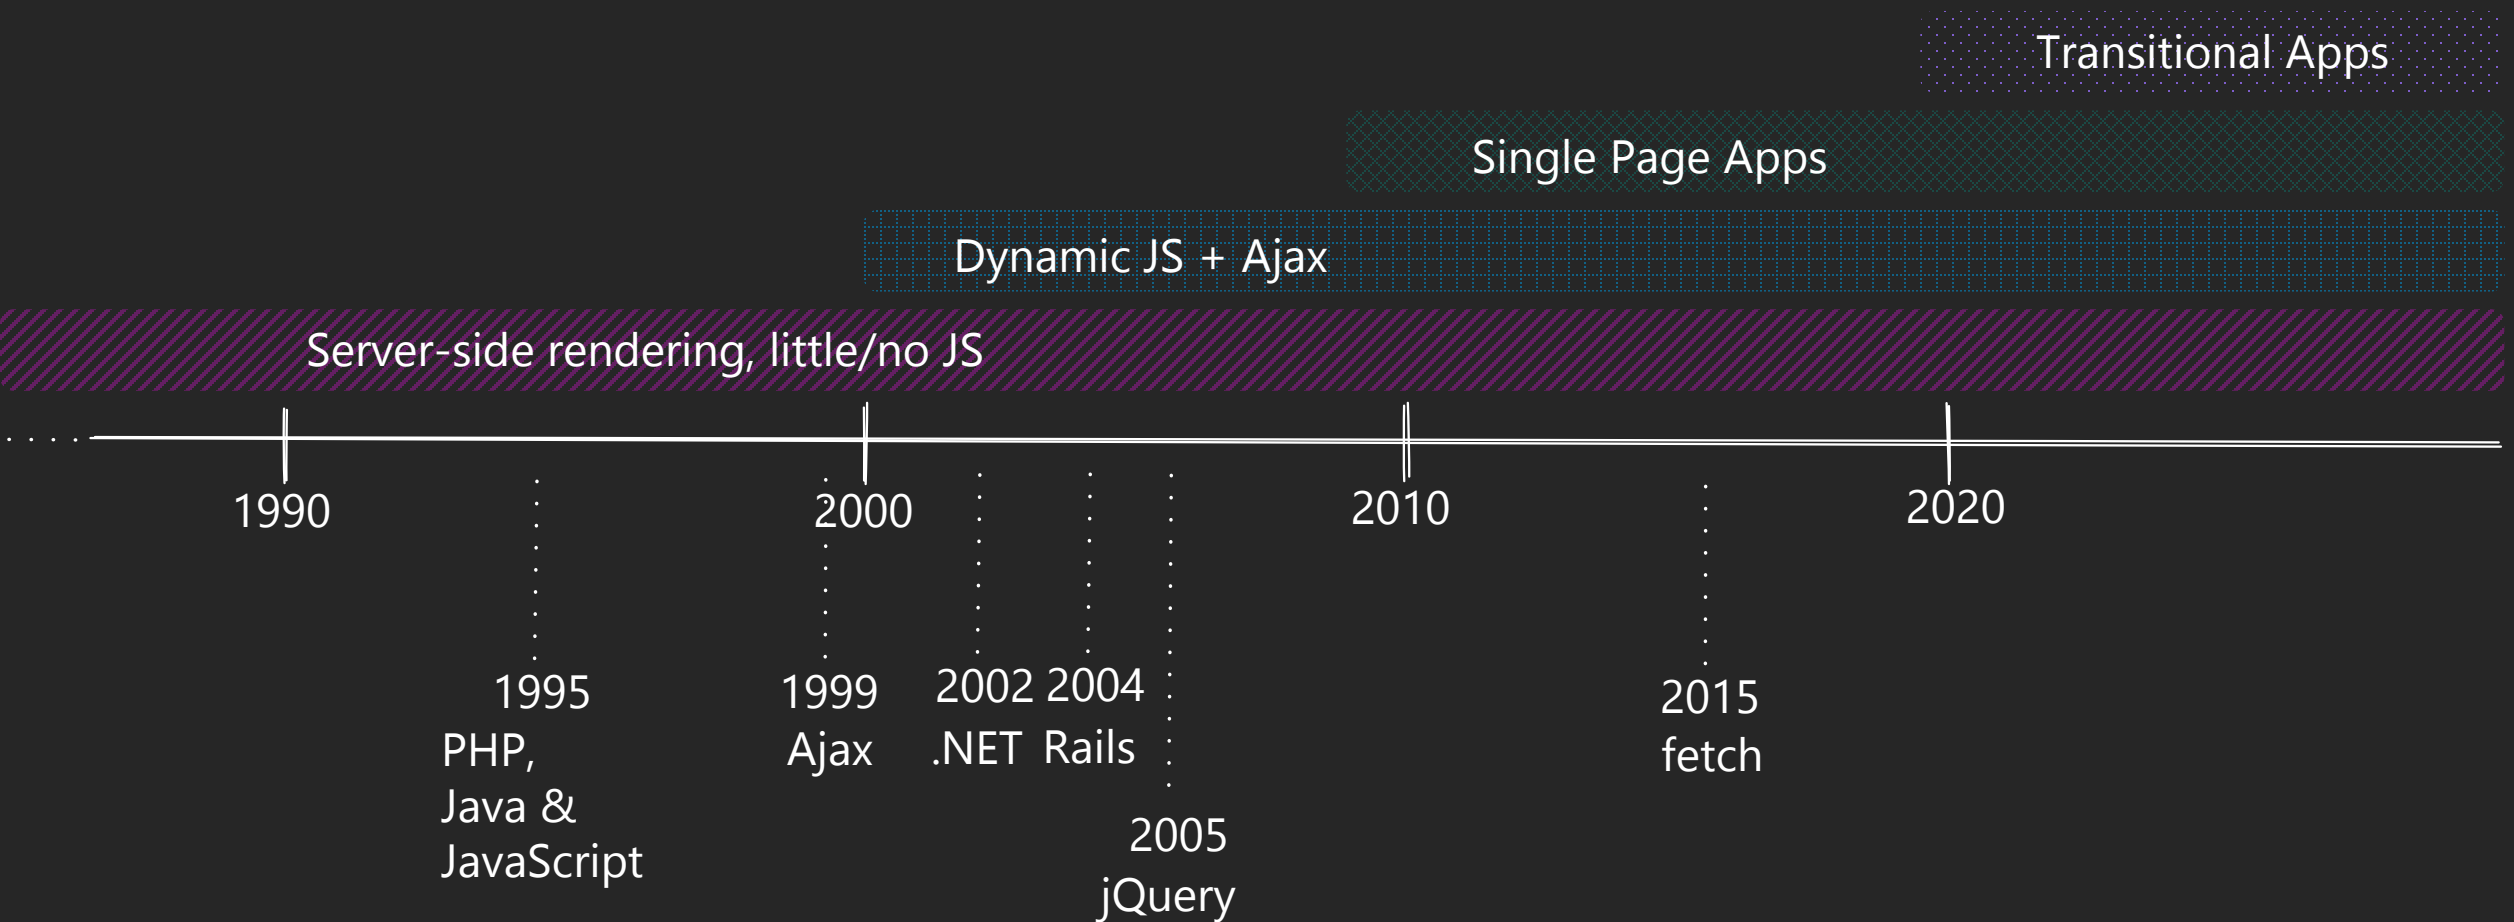 Transitional Apps
Single Page Apps
Dynamic JS + Ajax
Server-side rendering, little/no JS
1990
2000
2010
2020
1995
PHP,
Java &
JavaScript
1999
Ajax
2002
.NET
2004
Rails
2005
jQuery
2015
fetch